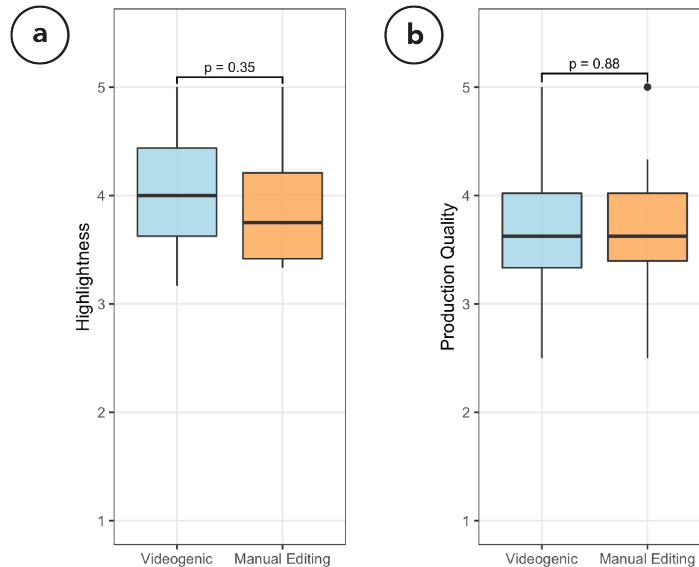 a
p = 0.35
5
4
3
2
1
Highlightness
Videogenic
Manual Editing
b
p = 0.88
5
4
3
2
1
Production Quality
Videogenic
Manual Editing